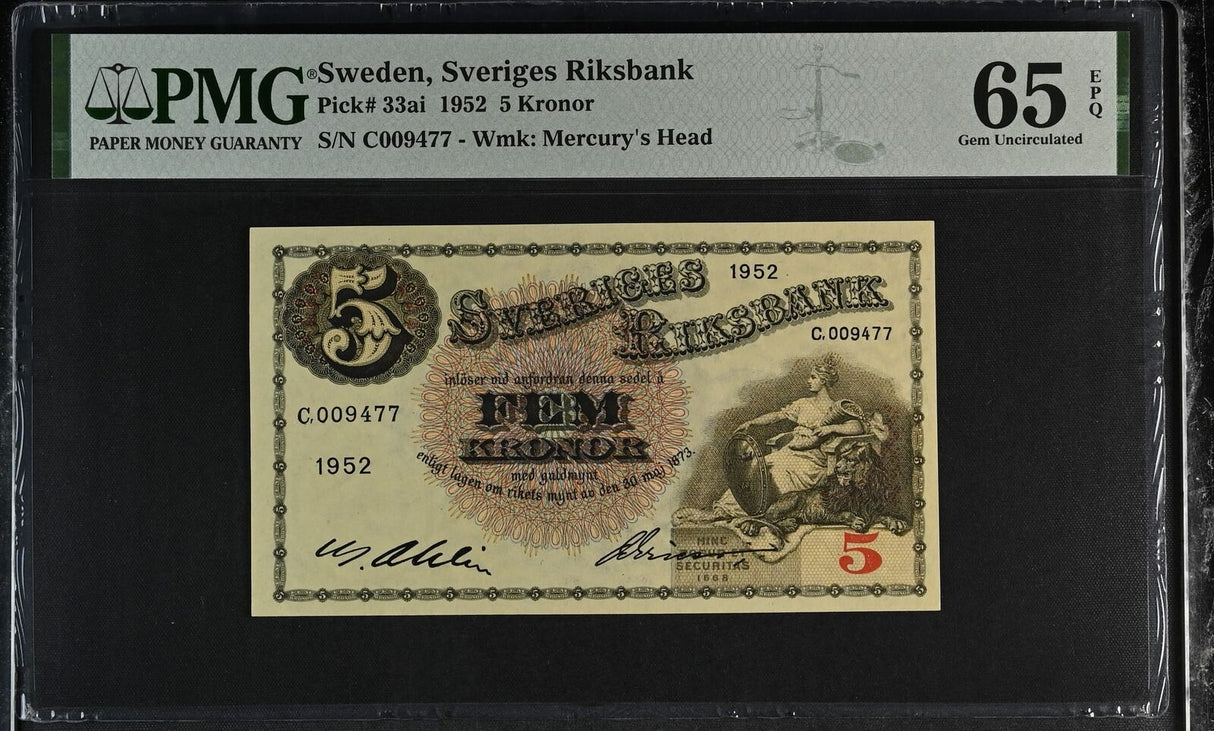 PMG® Sweden, Sveriges Riksbank
Pick# 33ai 1952 5 Kronor
PAPER MONEY GUARANTY S/N C009477 - Wmk: Mercury's Head
65 EPQ
Gem Uncirculated
5
SVERIGES RIKSBANK
1952
C,009477
inlöser vid anfordran denna sedel å
FEM
KRONOR
med guldmynt
enligt lagen om rikets mynt av den 30 maj 1873.
C,009477
1952
HINC
SECURITAS
1668
5